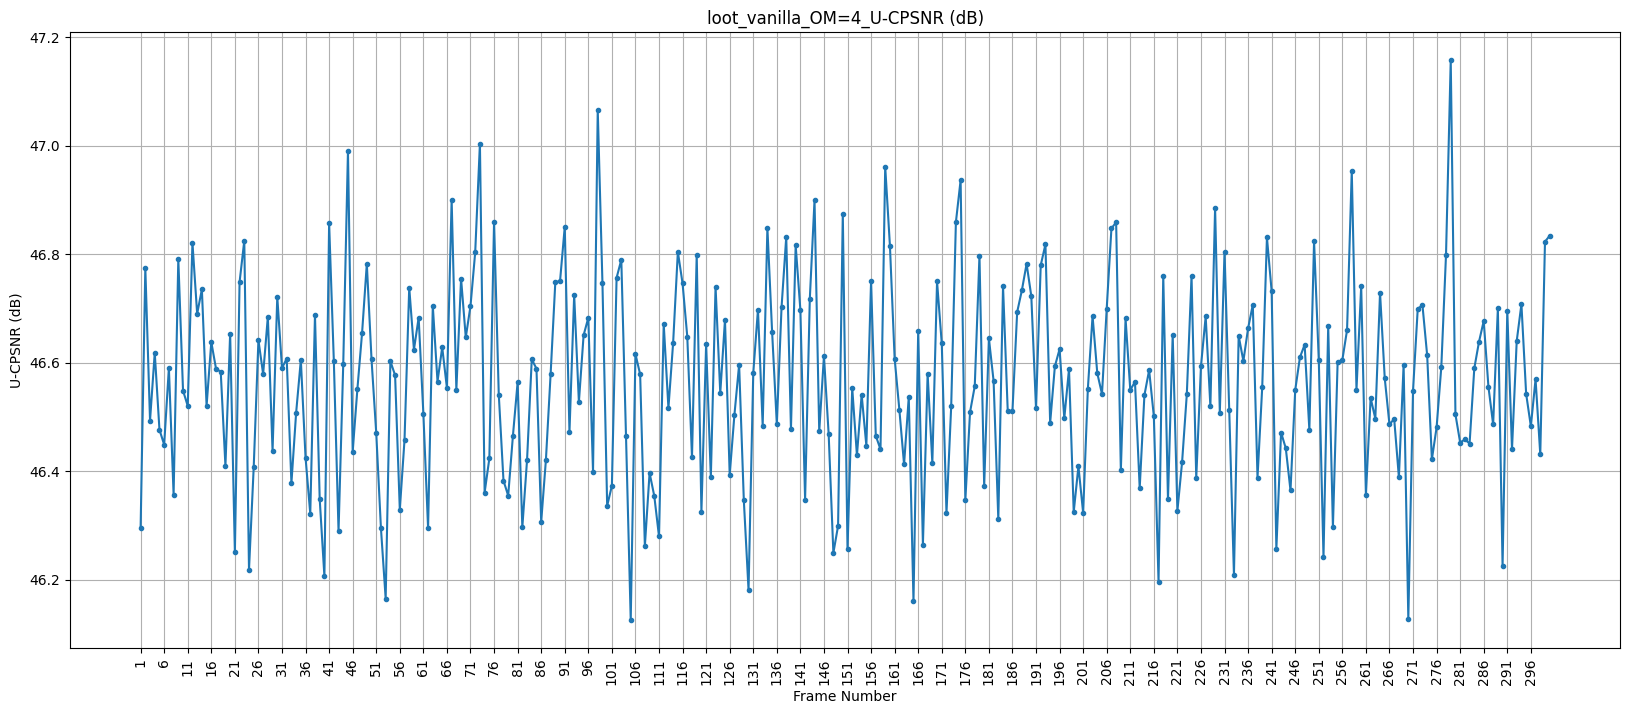 loot_vanilla_OM=4_U-CPSNR (dB)
47.2
47.0
46.8
46.6
46.4
46.2
U-CPSNR (dB)
1 6 11 16 21 26 31 36 41 46 51 56 61 66 71 76 81 86 91 96 101 106 111 116 121 126 131 136 141 146 151 156 161 166 171 176 181 186 191 196 201 206 211 216 221 226 231 236 241 246 251 256 261 266 271 276 281 286 291 296
Frame Number